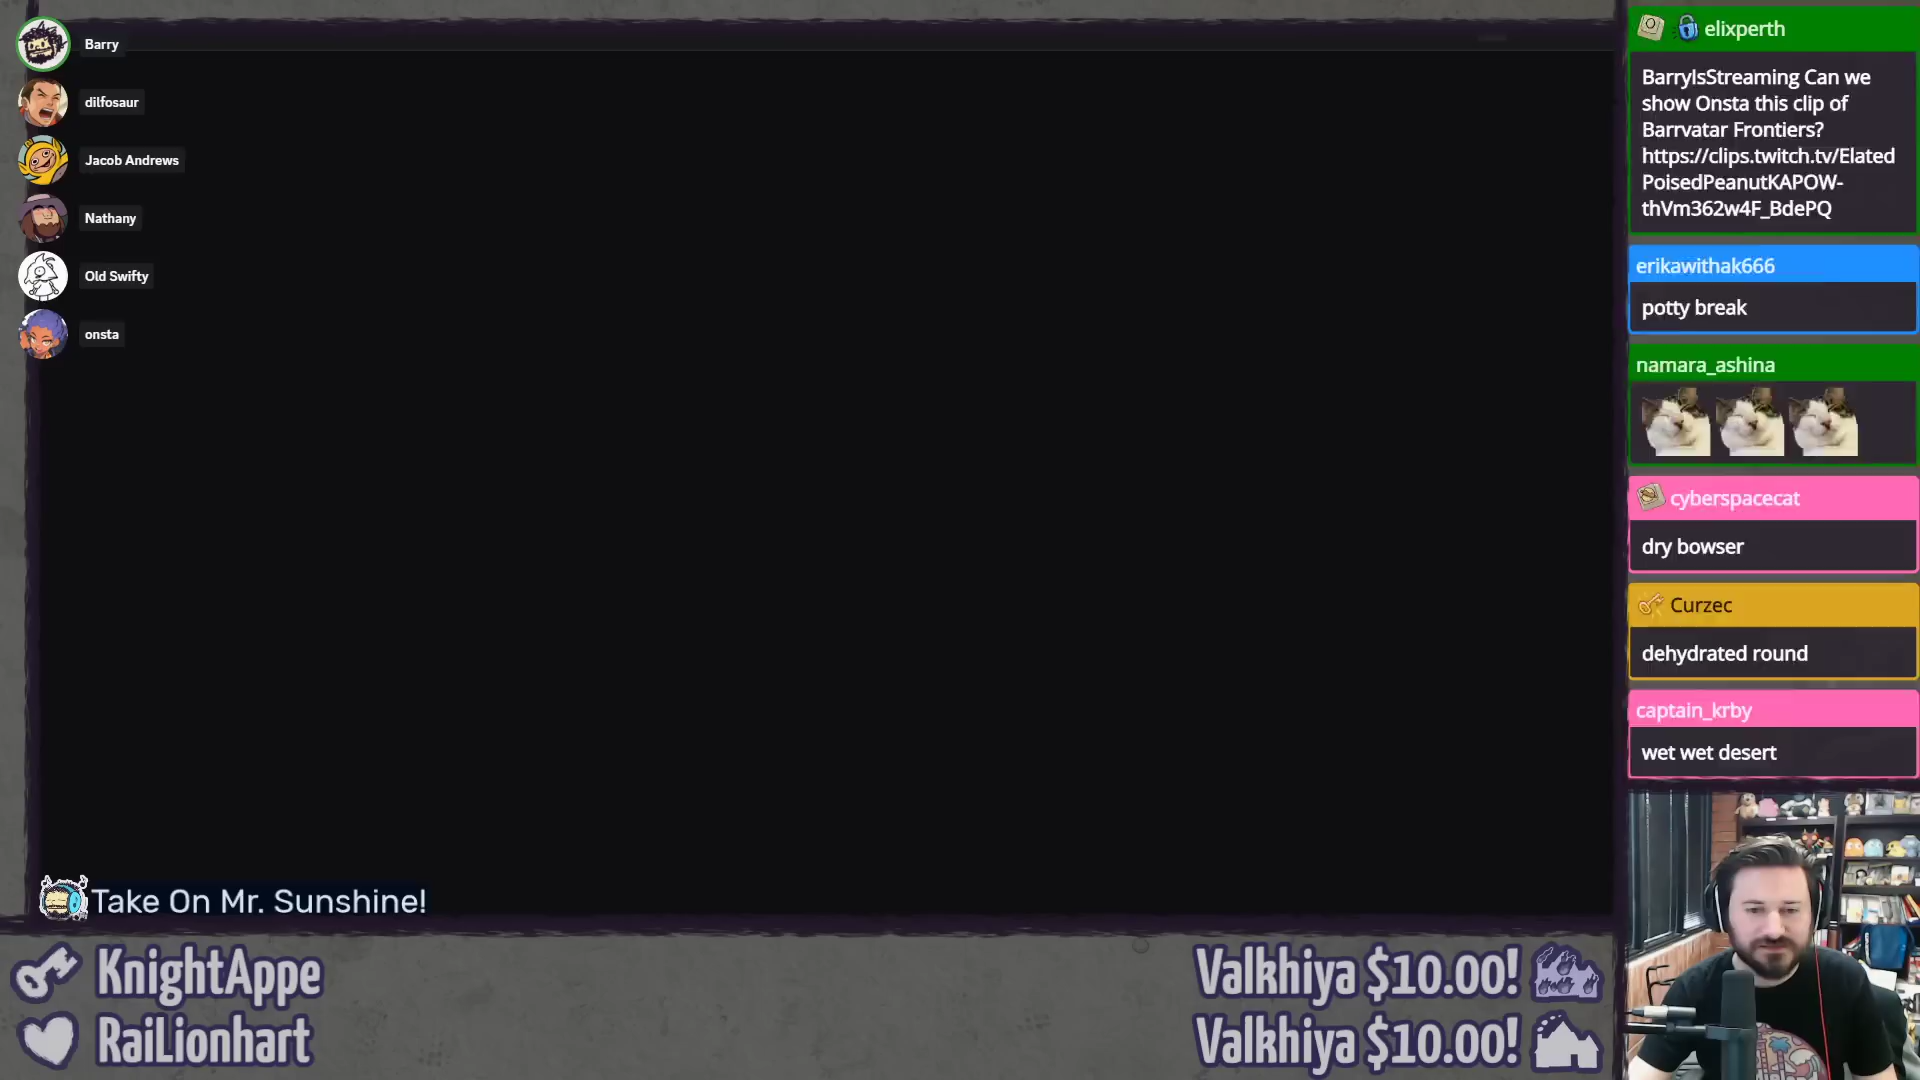 Barry
dilfosaur
Jacob Andrews
Nathany
Old Swifty
onsta
Take On Mr. Sunshine!
KnightAppe
RaiLionhart
Valkhiya $10.00!
Valkhiya $10.00!
elixperth
BarryIsStreaming Can we
show Onsta this clip of
Barrvatar Frontiers?
https://clips.twitch.tv/Elated
PoisedPeanutKAPOW-
thVm362w4F_BdePQ
erikawithak666
potty break
namara_ashina
cyberspacecat
dry bowser
Curzec
dehydrated round
captain_krby
wet wet desert